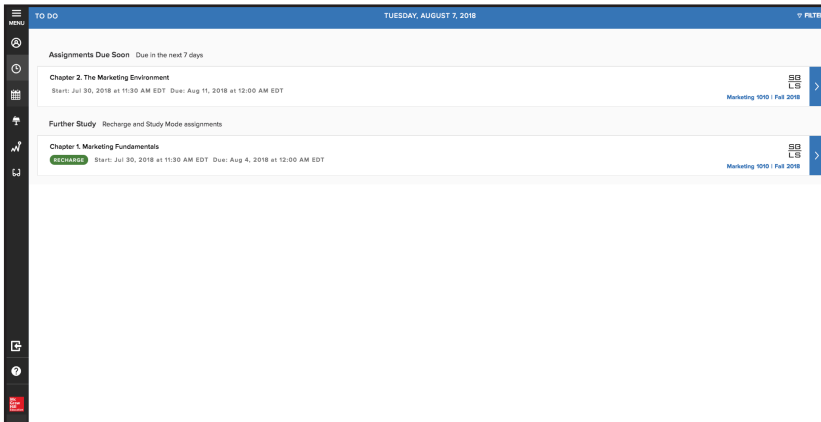 MENU
TO DO
TUESDAY, AUGUST 7, 2018
FILTER
Assignments Due Soon Due in the next 7 days
Chapter 2. The Marketing Environment
Start: Jul 30, 2018 at 11:30 AM EDT Due: Aug 11, 2018 at 12:00 AM EDT
SB
LS
Marketing 1010 | Fall 2018
Further Study Recharge and Study Mode assignments
Chapter 1. Marketing Fundamentals
RECHARGE Start: Jul 30, 2018 at 11:30 AM EDT Due: Aug 4, 2018 at 12:00 AM EDT
SB
LS
Marketing 1010 | Fall 2018
Mc
Graw
Hill
Education